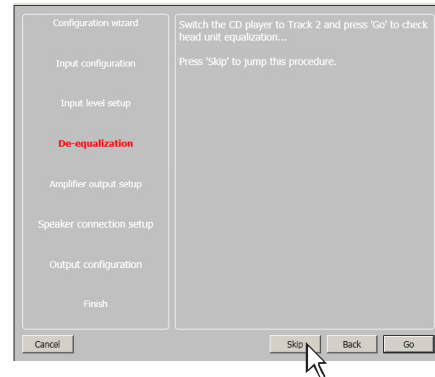 Configuration wizard
Input configuration
Input level setup
De-equalization
Amplifier output setup
Speaker connection setup
Output configuration
Finish
Switch the CD player to Track 2 and press 'Go' to check
head unit equalization...
Press 'Skip' to jump this procedure.
Cancel
Skip
Back
Go